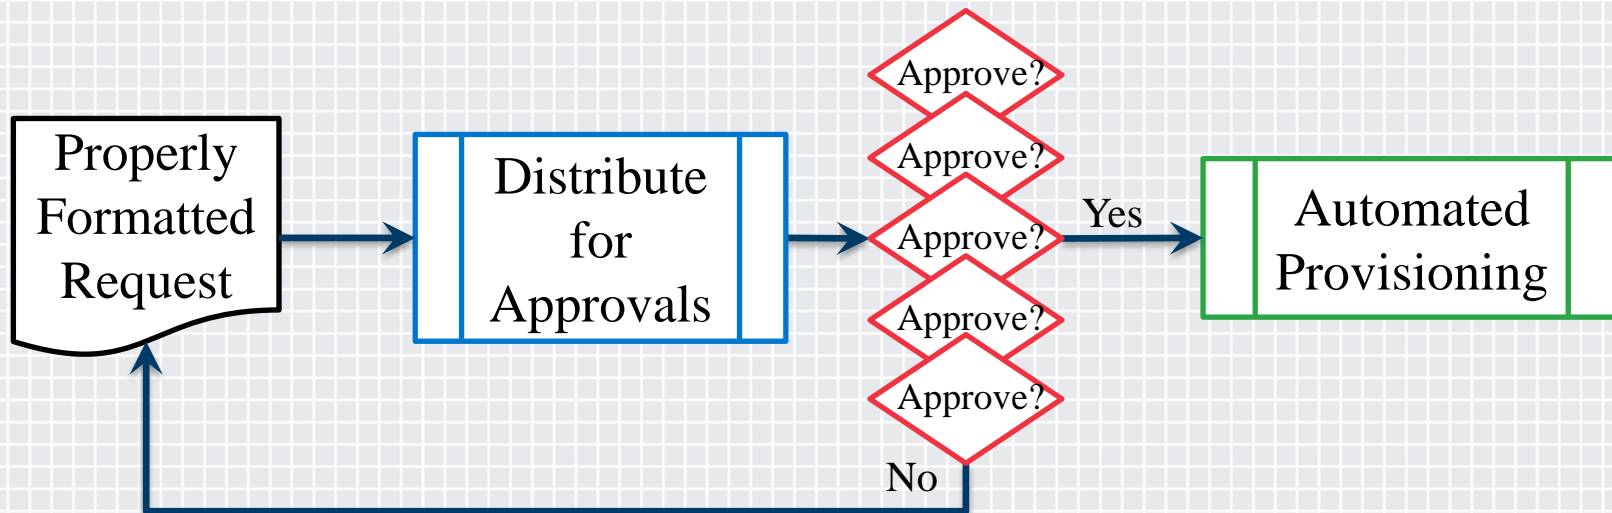 Properly
Formatted
Request
Distribute
for
Approvals
Approve?
Approve?
Approve?
Approve?
Approve?
Yes
No
Automated
Provisioning